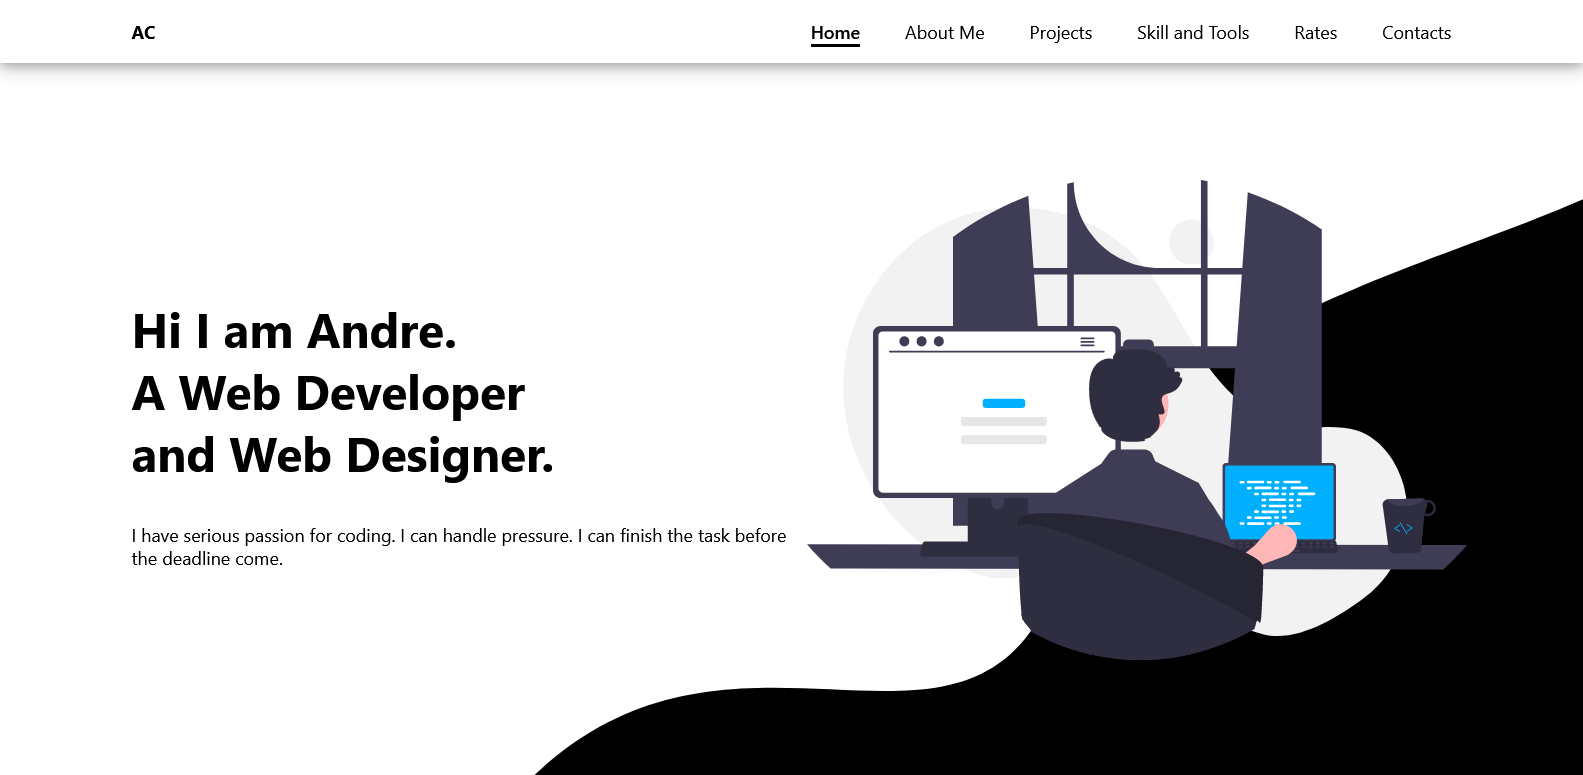 AC
Home About Me Projects Skill and Tools Rates Contacts
Hi I am Andre.
A Web Developer
and Web Designer.
I have serious passion for coding. I can handle pressure. I can finish the task before
the deadline come.
</>